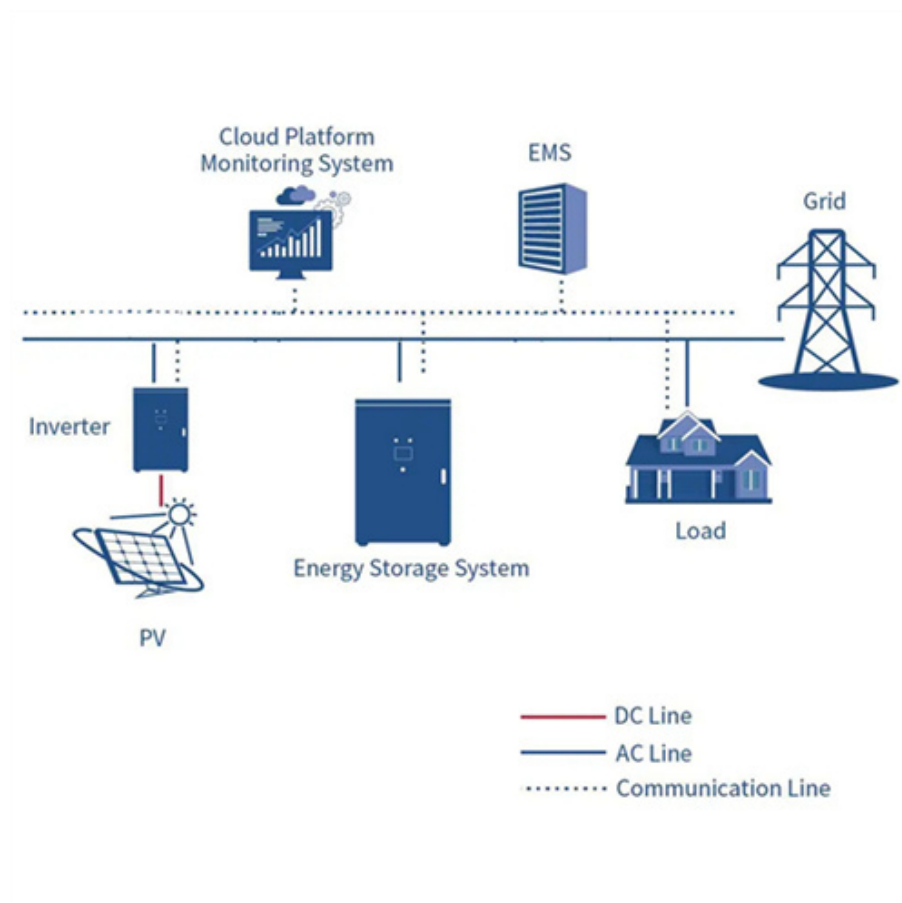 Cloud Platform
Monitoring System
EMS
Grid
Inverter
Load
Energy Storage System
PV
DC Line
AC Line
Communication Line